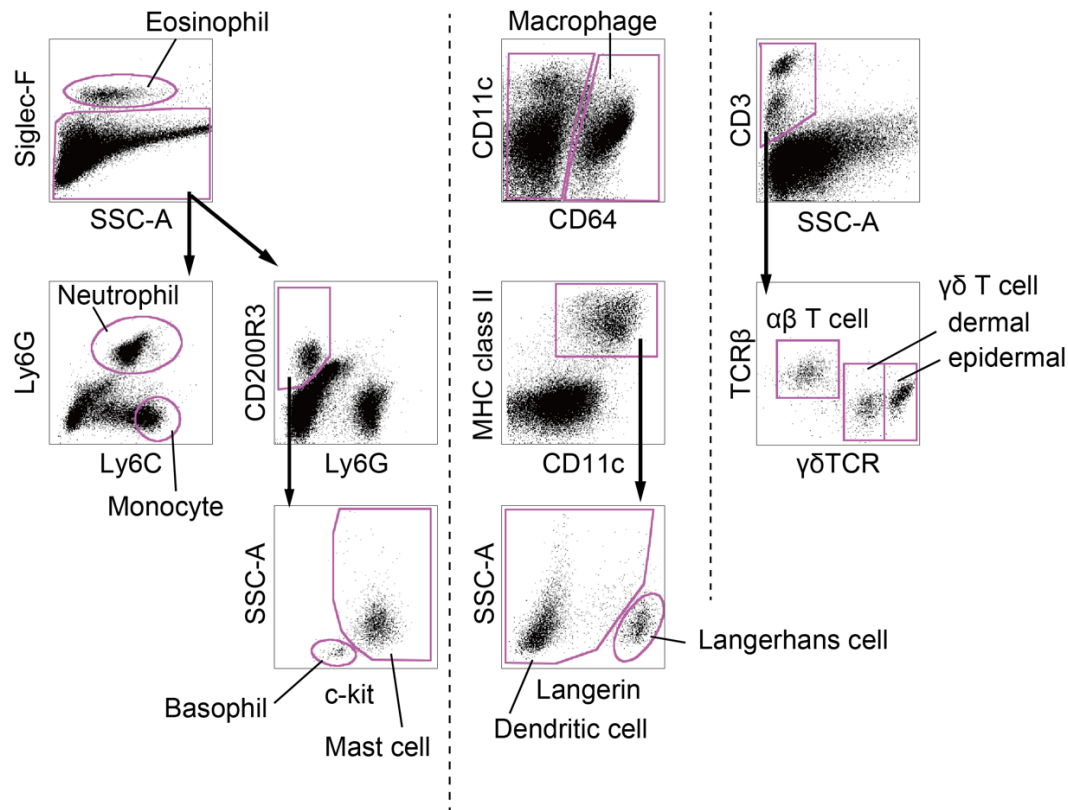 Eosinophil
Siglec-F
SSC-A
Neutrophil
Ly6G
Ly6C
Monocyte
CD200R3
Ly6G
SSC-A
c-kit
Basophil
Mast cell
Macrophage
CD11c
CD64
MHC class II
CD11c
SSC-A
Langerin
Langerhans cell
Dendritic cell
CD3
SSC-A
γδ T cell
αβ T cell
dermal
epidermal
TCRβ
γδTCR